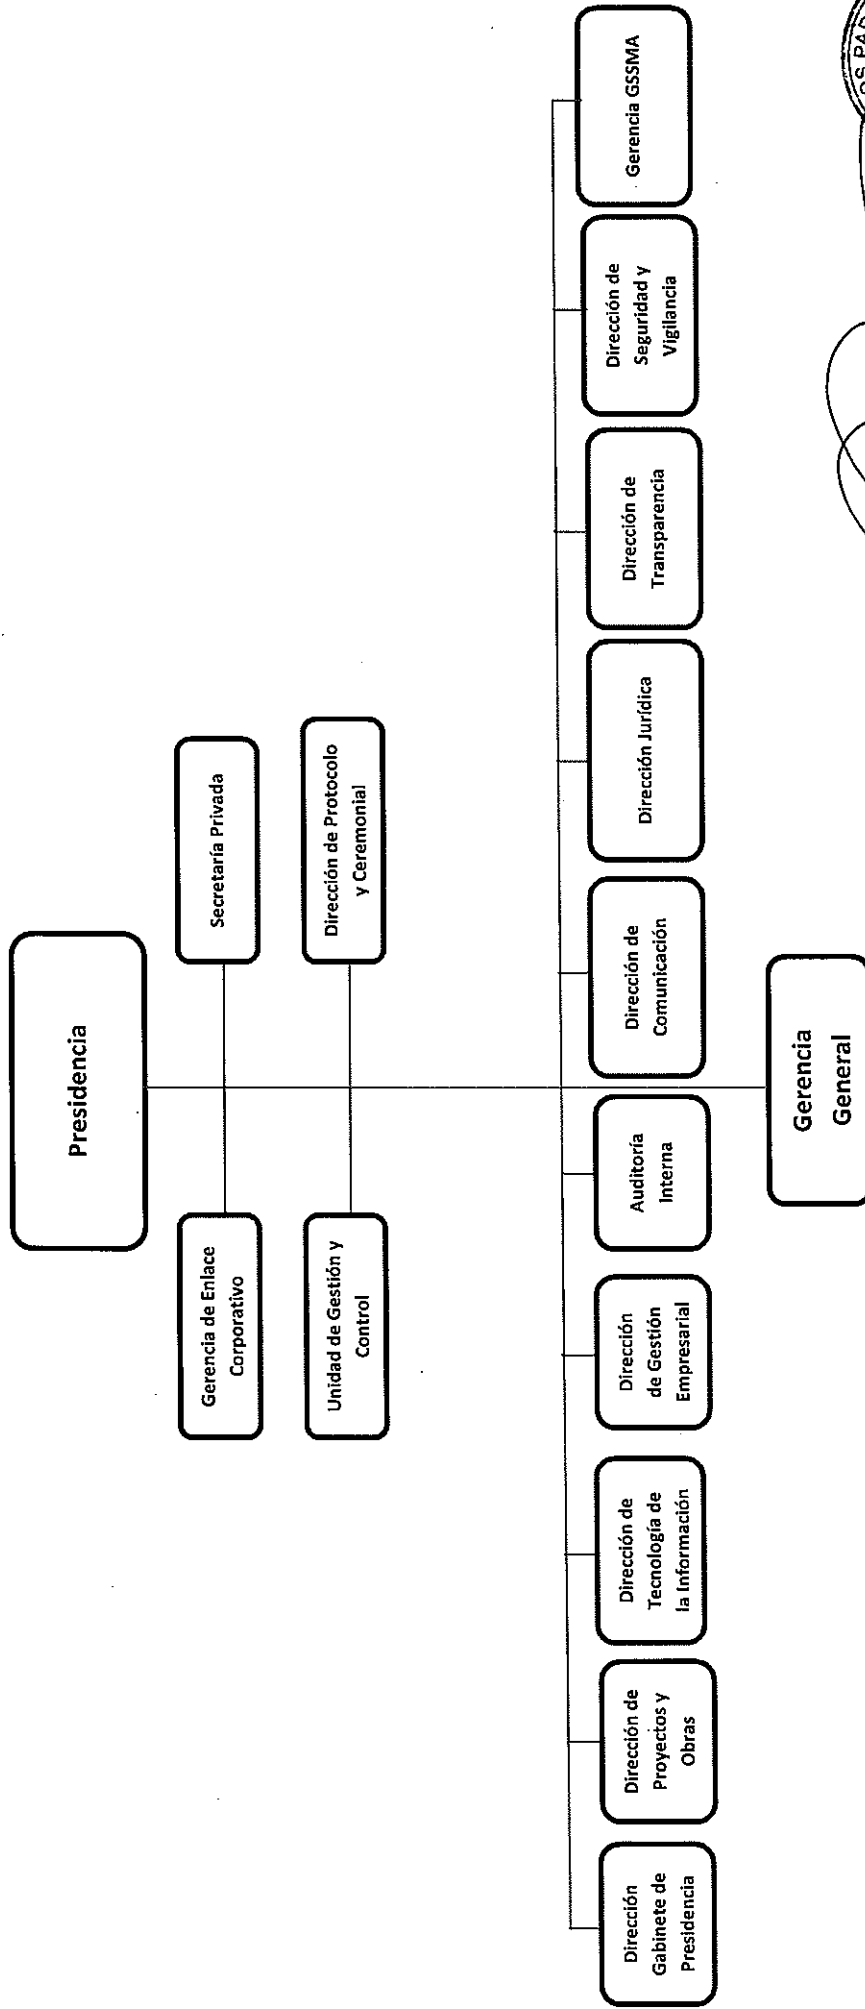 Presidencia
Gerencia de Enlace
Corporativo
Secretaría Privada
Unidad de Gestión y
Control
Dirección de Protocolo
y Ceremonial
Dirección
Gabinete de
Presidencia
Dirección de
Proyectos y
Obras
Dirección de
Tecnología de
la Información
Dirección
de Gestión
Empresarial
Auditoría
Interna
Dirección de
Comunicación
Dirección Jurídica
Dirección de
Transparencia
Dirección de
Seguridad y
Vigilancia
Gerencia GSSMA
Gerencia
General